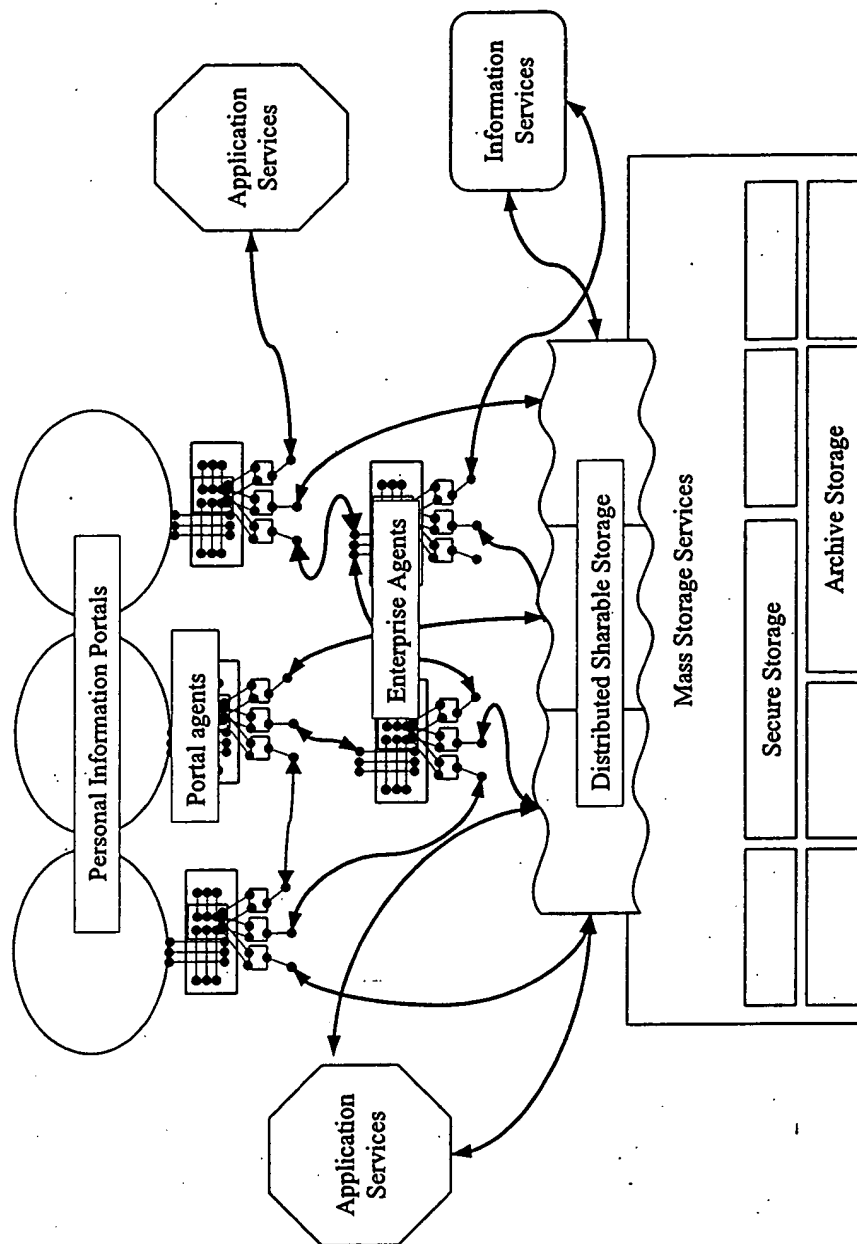 Personal Information Portals
Application
Services
Portal agents
Enterprise Agents
Information
Services
Application
Services
Distributed Sharable Storage
Mass Storage Services
Secure Storage
Archive Storage